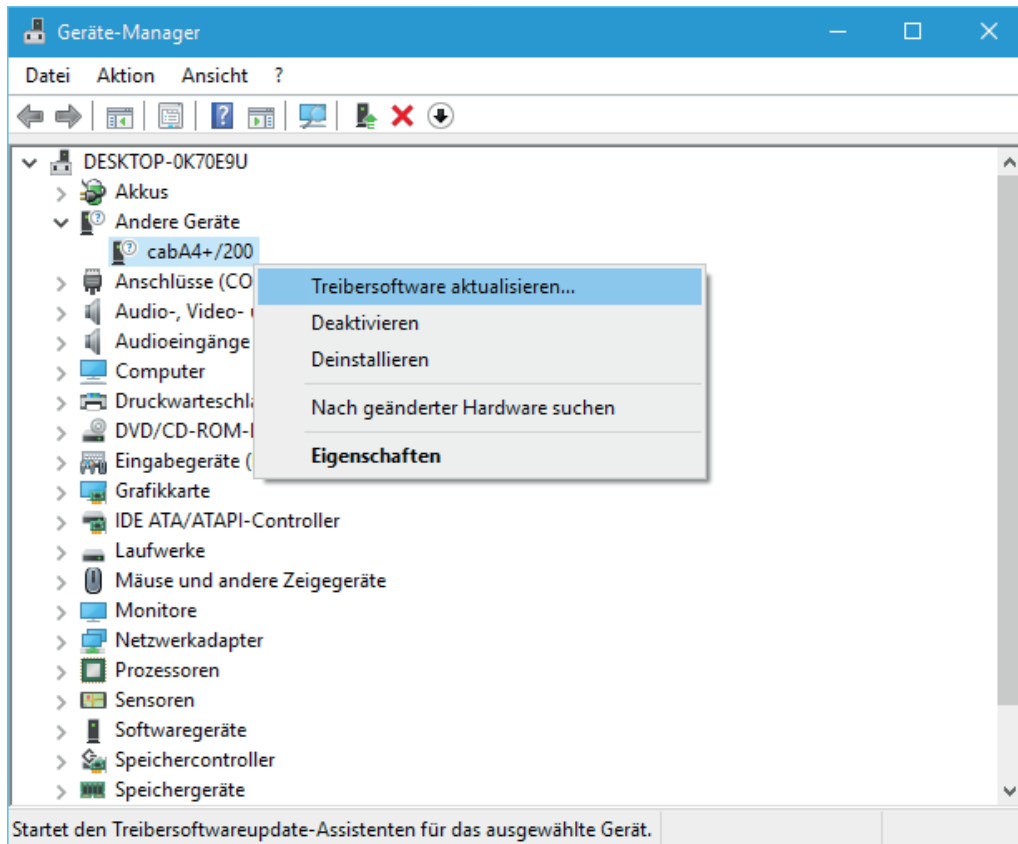 Geräte-Manager
Datei Aktion Ansicht ?
DESKTOP-0K70E9U
Akkus
Andere Geräte
cabA4+/200
Anschlüsse (CO
Audio-, Video-
Audioeingänge
Computer
Druckwarteschl
DVD/CD-ROM-
Eingabegeräte (
Grafikkarte
IDE ATA/ATAPI-Controller
Laufwerke
Mäuse und andere Zeigegeräte
Monitore
Netzwerkadapter
Prozessoren
Sensoren
Softwaregeräte
Speichercontroller
Speichergeräte
Treibersoftware aktualisieren...
Deaktivieren
Deinstallieren
Nach geänderter Hardware suchen
Eigenschaften
Startet den Treibersoftwareupdate-Assistenten für das ausgewählte Gerät.